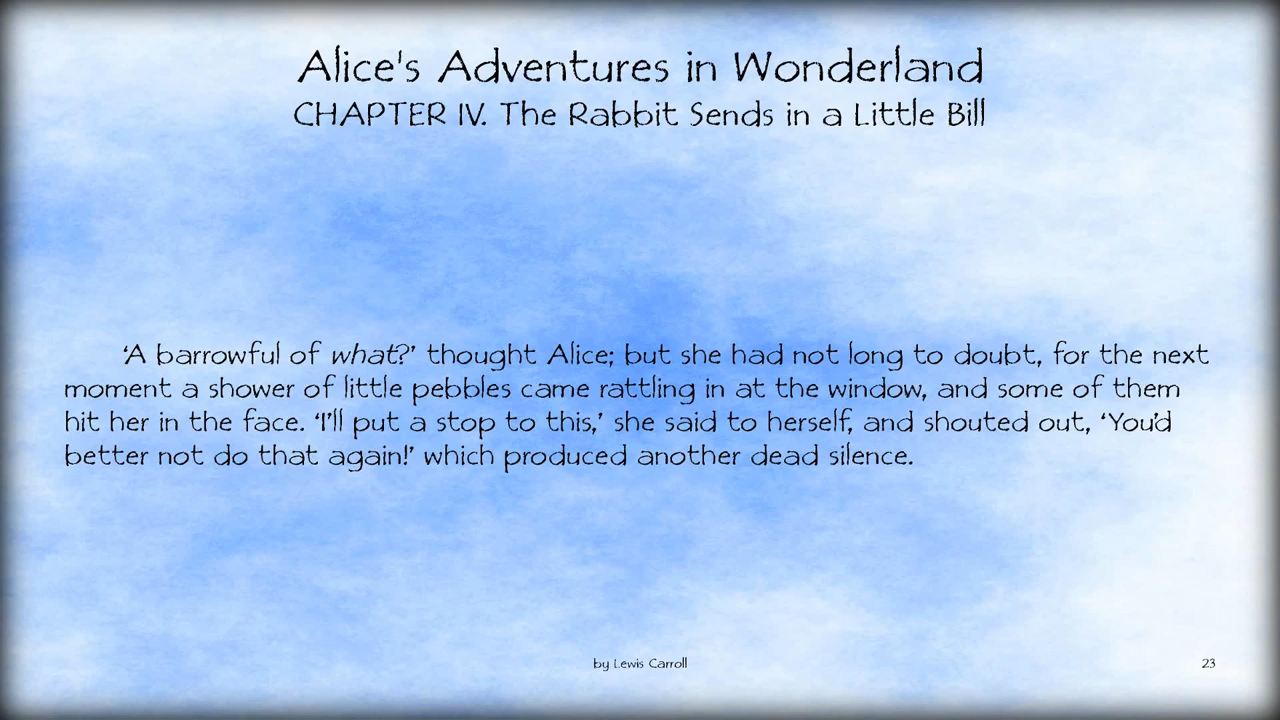 Alice's Adventures in Wonderland
CHAPTER IV. The Rabbit Sends in a Little Bill
‘A barrowful of what?’ thought Alice; but she had not long to doubt, for the next
moment a shower of little pebbles came rattling in at the window, and some of them
hit her in the face. ‘I’ll put a stop to this,’ she said to herself, and shouted out, ‘You’d
better not do that again!’ which produced another dead silence.
by Lewis Carroll
23